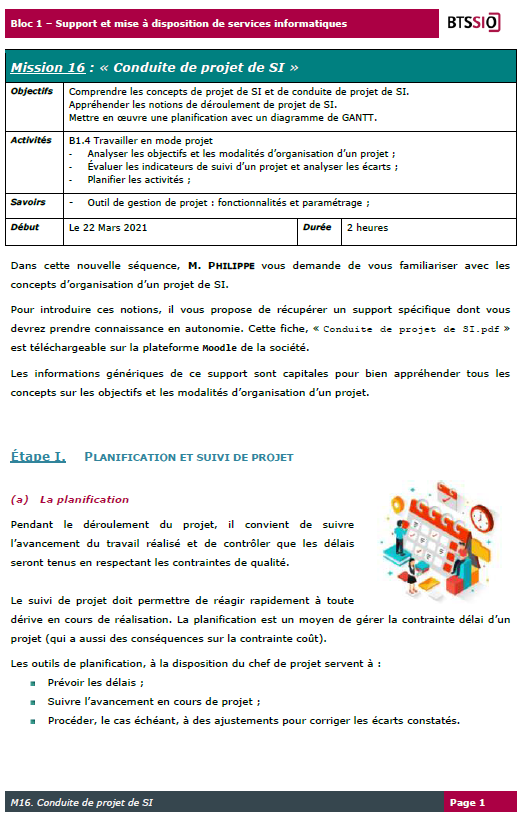 Bloc 1 – Support et mise à disposition de services informatiques
BTSSIO
Mission 16 : « Conduite de projet de SI »
Objectifs
Comprendre les concepts de projet de SI et de conduite de projet de SI.
Appréhender les notions de déroulement de projet de SI.
Mettre en œuvre une planification avec un diagramme de GANTT.
Activités
B1.4 Travailler en mode projet
- Analyser les objectifs et les modalités d’organisation d’un projet ;
- Évaluer les indicateurs de suivi d’un projet et analyser les écarts ;
- Planifier les activités ;
Savoirs
- Outil de gestion de projet : fonctionnalités et paramétrage ;
Début
Le 22 Mars 2021
Durée
2 heures
Dans cette nouvelle séquence, M. PHILIPPE vous demande de vous familiariser avec les
concepts d’organisation d’un projet de SI.
Pour introduire ces notions, il vous propose de récupérer un support spécifique dont vous
devrez prendre connaissance en autonomie. Cette fiche, « Conduite de projet de SI.pdf »
est téléchargeable sur la plateforme Moodle de la société.
Les informations génériques de ce support sont capitales pour bien appréhender tous les
concepts sur les objectifs et les modalités d’organisation d’un projet.
Étape I. PLANIFICATION ET SUIVI DE PROJET
(a) La planification
Pendant le déroulement du projet, il convient de suivre
l’avancement du travail réalisé et de contrôler que les délais
seront tenus en respectant les contraintes de qualité.
Le suivi de projet doit permettre de réagir rapidement à toute
dérive en cours de réalisation. La planification est un moyen de gérer la contrainte délai d’un
projet (qui a aussi des conséquences sur la contrainte coût).
Les outils de planification, à la disposition du chef de projet servent à :
▪ Prévoir les délais ;
▪ Suivre l’avancement en cours de projet ;
▪ Procéder, le cas échéant, à des ajustements pour corriger les écarts constatés.
M16. Conduite de projet de SI
Page 1